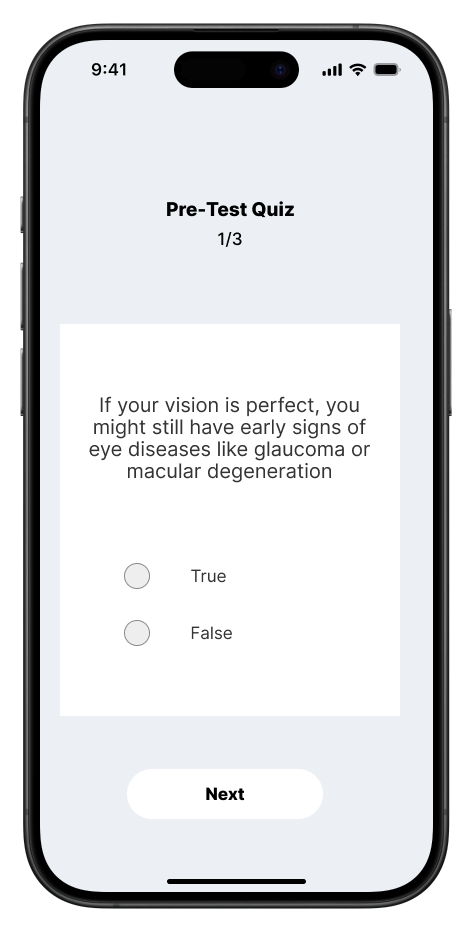 9:41
Pre-Test Quiz
1/3
If your vision is perfect, you
might still have early signs of
eye diseases like glaucoma or
macular degeneration
True
False
Next